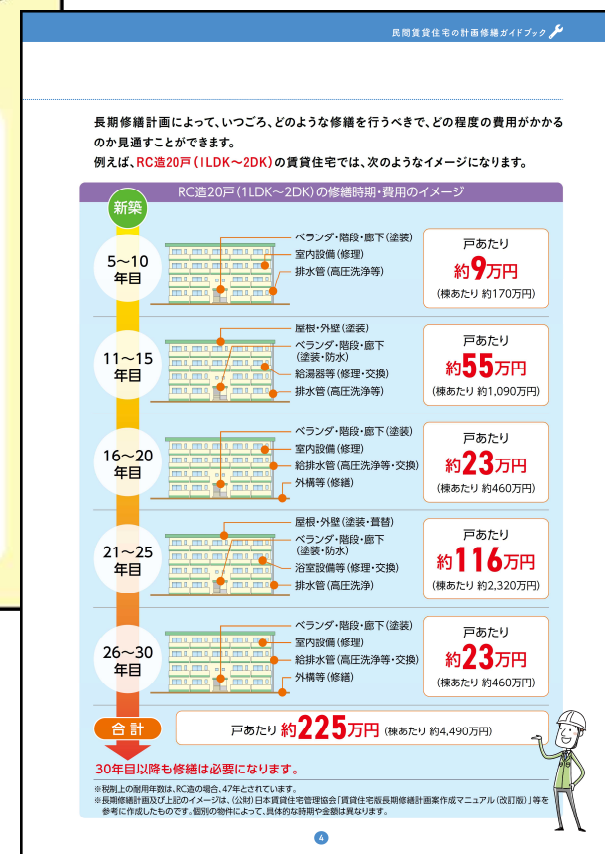 民間賃貸住宅の計画修繕ガイドブック
長期修繕計画によって、いつごろ、どのような修繕を行うべきで、どの程度の費用がかかる
のか見通すことができます。
例えば、RC造20戸(1LDK～2DK)の賃貸住宅では、次のようなイメージになります。
RC造20戸(1LDK～2DK)の修繕時期・費用のイメージ
新築
5～10
年目
ベランダ・階段・廊下(塗装)
室内設備(修理)
排水管(高圧洗浄等)
戸あたり
約9万円
(棟あたり 約170万円)
11～15
年目
屋根・外壁(塗装)
ベランダ・階段・廊下
(塗装・防水)
給湯器等(修理・交換)
排水管(高圧洗浄等)
戸あたり
約55万円
(棟あたり 約1,090万円)
16～20
年目
ベランダ・階段・廊下(塗装)
室内設備(修理)
給排水管(高圧洗浄等・交換)
外構等(修繕)
戸あたり
約23万円
(棟あたり 約460万円)
21～25
年目
屋根・外壁(塗装・葺替)
ベランダ・階段・廊下
(塗装・防水)
浴室設備等(修理・交換)
排水管(高圧洗浄)
戸あたり
約116万円
(棟あたり 約2,320万円)
26～30
年目
ベランダ・階段・廊下(塗装)
室内設備(修理)
給排水管(高圧洗浄等・交換)
外構等(修繕)
戸あたり
約23万円
(棟あたり 約460万円)
合計
戸あたり 約225万円 (棟あたり 約4,490万円)
30年目以降も修繕は必要になります。
※税制上の耐用年数は、RC造の場合、47年とされています。
※長期修繕計画及び上記のイメージは、(公財)日本賃貸住宅管理協会「賃貸住宅版長期修繕計画案作成マニュアル(改訂版)」等を
参考に作成したものです。個別の物件によって、具体的な時期や金額は異なります。
4